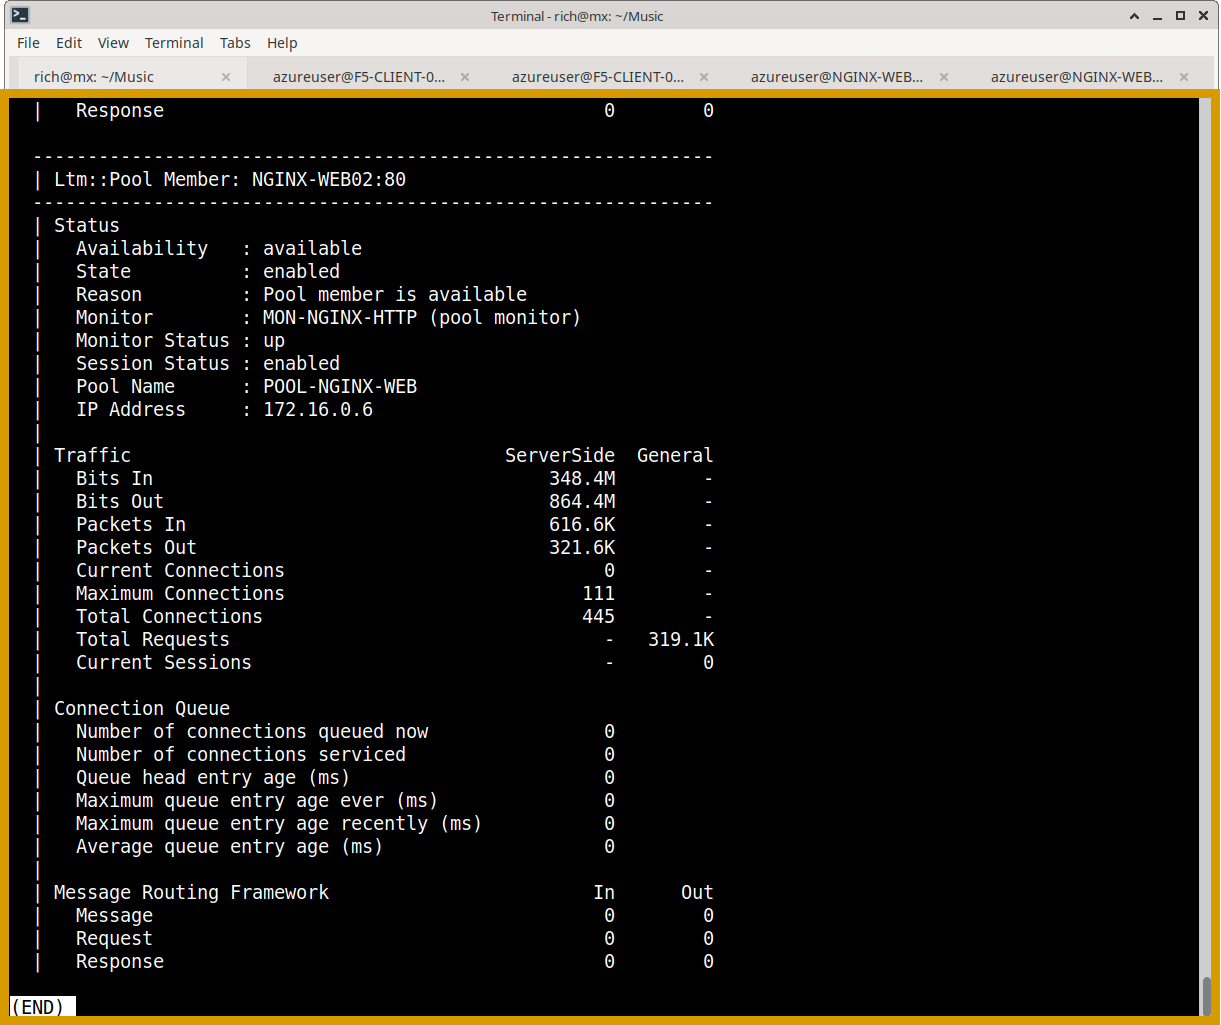 Terminal - rich@mx: ~/Music
File Edit View Terminal Tabs Help
rich@mx: ~/Music azureuser@F5-CLIENT-0... azureuser@F5-CLIENT-0... azureuser@NGINX-WEB... azureuser@NGINX-WEB...
|   Response                                        0        0
--------------------------------------------------------------
| Ltm::Pool Member: NGINX-WEB02:80
--------------------------------------------------------------
| Status
|   Availability   : available
|   State          : enabled
|   Reason         : Pool member is available
|   Monitor        : MON-NGINX-HTTP (pool monitor)
|   Monitor Status : up
|   Session Status : enabled
|   Pool Name      : POOL-NGINX-WEB
|   IP Address     : 172.16.0.6
|
| Traffic                                  ServerSide  General
|   Bits In                                    348.4M        -
|   Bits Out                                   864.4M        -
|   Packets In                                 616.6K        -
|   Packets Out                                321.6K        -
|   Current Connections                             0        -
|   Maximum Connections                           111        -
|   Total Connections                             445        -
|   Total Requests                                  -   319.1K
|   Current Sessions                                -        0
|
| Connection Queue
|   Number of connections queued now                0
|   Number of connections serviced                  0
|   Queue head entry age (ms)                       0
|   Maximum queue entry age ever (ms)               0
|   Maximum queue entry age recently (ms)           0
|   Average queue entry age (ms)                    0
|
| Message Routing Framework                        In      Out
|   Message                                         0        0
|   Request                                         0        0
|   Response                                        0        0
(END)